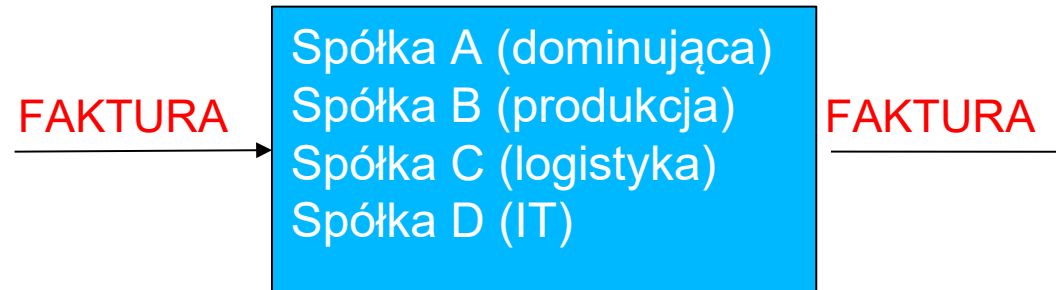 FAKTURA
Spółka A (dominująca)
Spółka B (produkcja)
Spółka C (logistyka)
Spółka D (IT)
FAKTURA